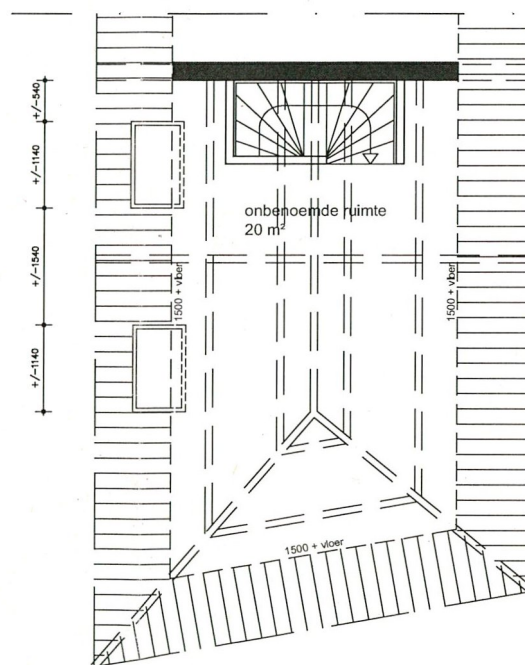 +/-540
+/-1140
+/-1540
+/-1140
onbenoemde ruimte
20 m²
1500 + vloer
1500 + vloer
1500 + vloer